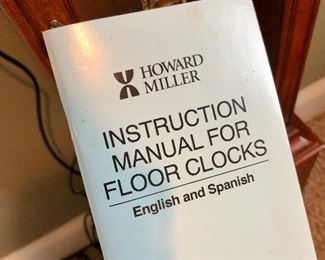 HOWARD
MILLER
INSTRUCTION
MANUAL FOR
FLOOR CLOCKS
English and Spanish